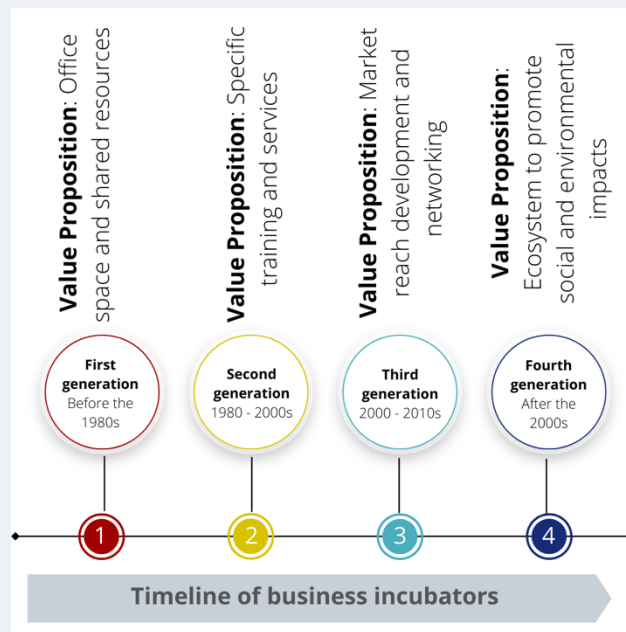 Value Proposition: Office
space and shared resources
Value Proposition: Specific
training and services
Value Proposition: Market
reach development and
networking
Value Proposition:
Ecosystem to promote
social and environmental
impacts
First
generation
Before the
1980s
Second
generation
1980 - 2000s
Third
generation
2000 - 2010s
Fourth
generation
After the
2000s
1
2
3
4
Timeline of business incubators